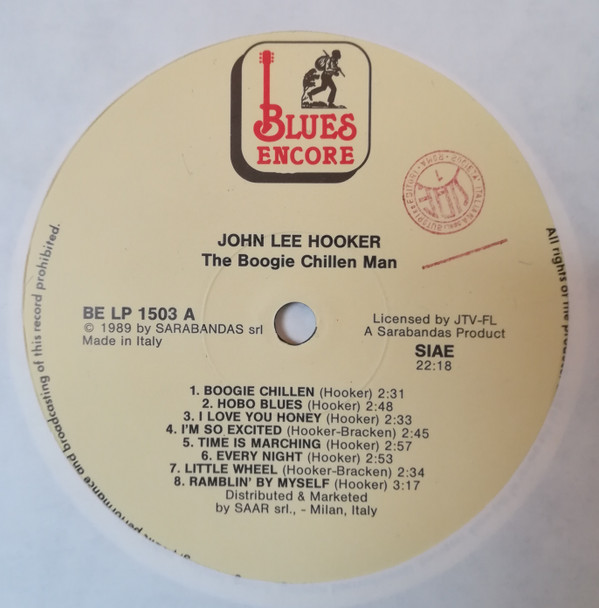 BLUES
ENCORE
JOHN LEE HOOKER
The Boogie Chillen Man
BE LP 1503 A
© 1989 by SARABANDAS srl
Made in Italy
Licensed by JTV-FL
A Sarabandas Product
SIAE
22:18
1. BOOGIE CHILLEN (Hooker) 2:31
2. HOBO BLUES (Hooker) 2:48
3. I LOVE YOU HONEY (Hooker) 2:33
4. I'M SO EXCITED (Hooker-Bracken) 2:45
5. TIME IS MARCHING (Hooker) 2:57
6. EVERY NIGHT (Hooker) 2:53
7. LITTLE WHEEL (Hooker-Bracken) 2:34
8. RAMBLIN' BY MYSELF (Hooker) 3:17
Distributed & Marketed
by SAAR srl., - Milan, Italy
All rights of the
performance and broadcasting of this record prohibited.
SIAE
ROMA